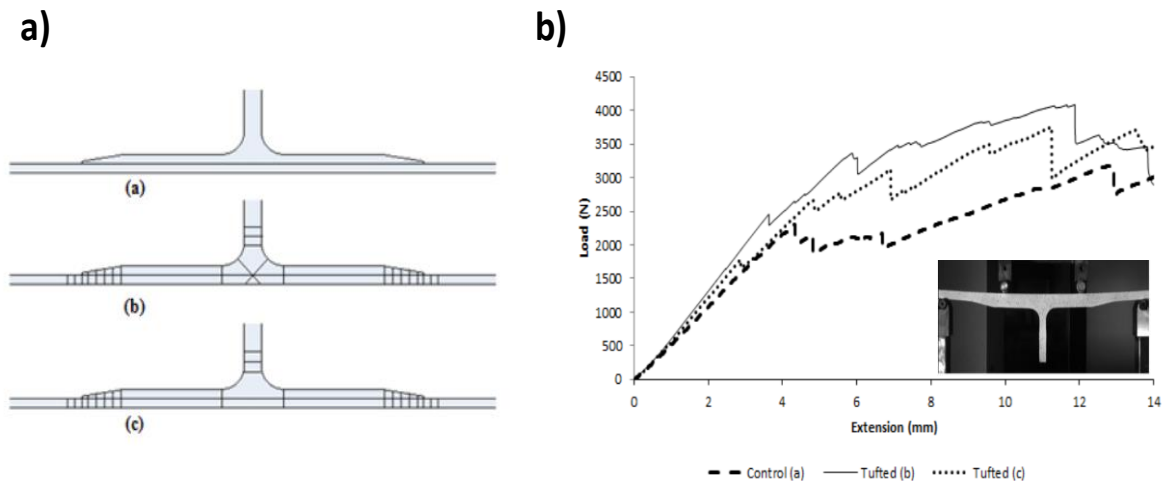 a)
(a)
(b)
(c)
b)
4500
4000
3500
3000
2500
2000
1500
1000
500
0
Load (N)
0 2 4 6 8 10 12 14
Extension (mm)
Control (a) Tufted (b) Tufted (c)